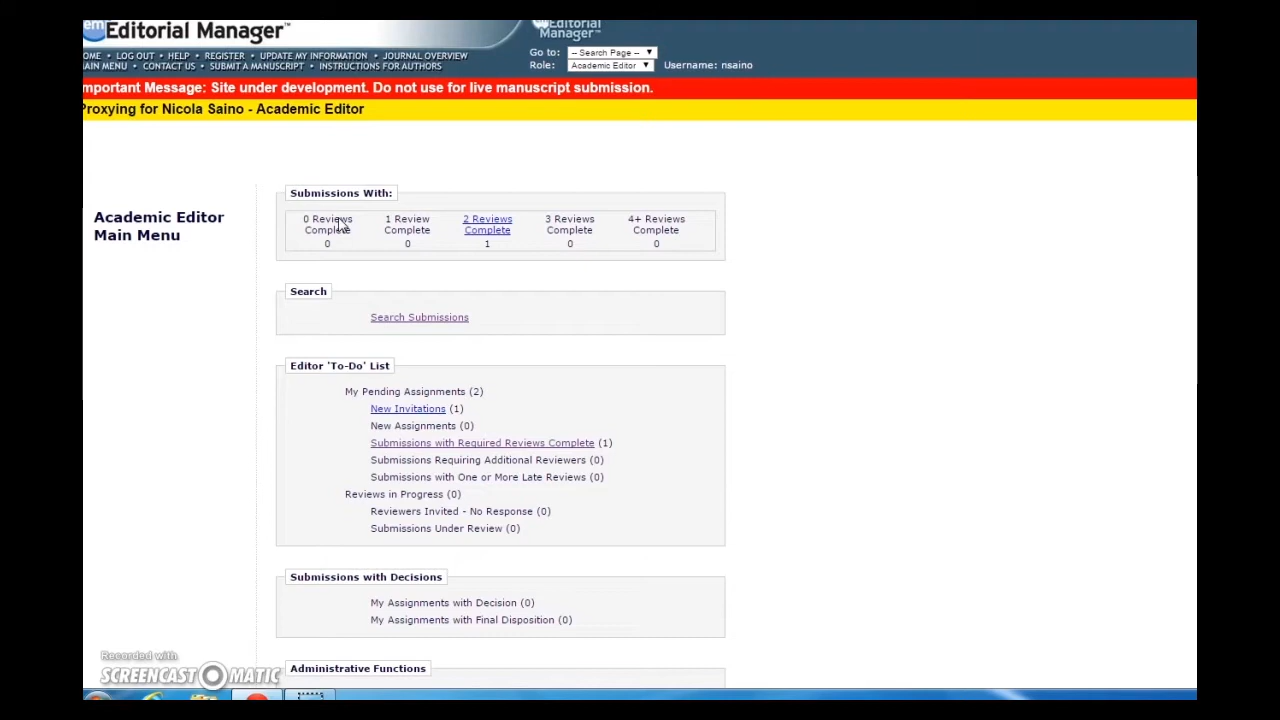 em Editorial Manager™
Editorial Manager™
OME • LOG OUT • HELP • REGISTER • UPDATE MY INFORMATION • JOURNAL OVERVIEW
AIN MENU • CONTACT US • SUBMIT A MANUSCRIPT • INSTRUCTIONS FOR AUTHORS
Go to: -- Search Page --
Role: Academic Editor Username: nsaino
mportant Message: Site under development. Do not use for live manuscript submission.
Proxying for Nicola Saino - Academic Editor
Academic Editor
Main Menu
Submissions With:
0 Reviews Complete 0
1 Review Complete 0
2 Reviews Complete 1
3 Reviews Complete 0
4+ Reviews Complete 0
Search
Search Submissions
Editor 'To-Do' List
My Pending Assignments (2)
New Invitations (1)
New Assignments (0)
Submissions with Required Reviews Complete (1)
Submissions Requiring Additional Reviewers (0)
Submissions with One or More Late Reviews (0)
Reviews in Progress (0)
Reviewers Invited - No Response (0)
Submissions Under Review (0)
Submissions with Decisions
My Assignments with Decision (0)
My Assignments with Final Disposition (0)
Administrative Functions
Recorded with
SCREENCAST-O-MATIC